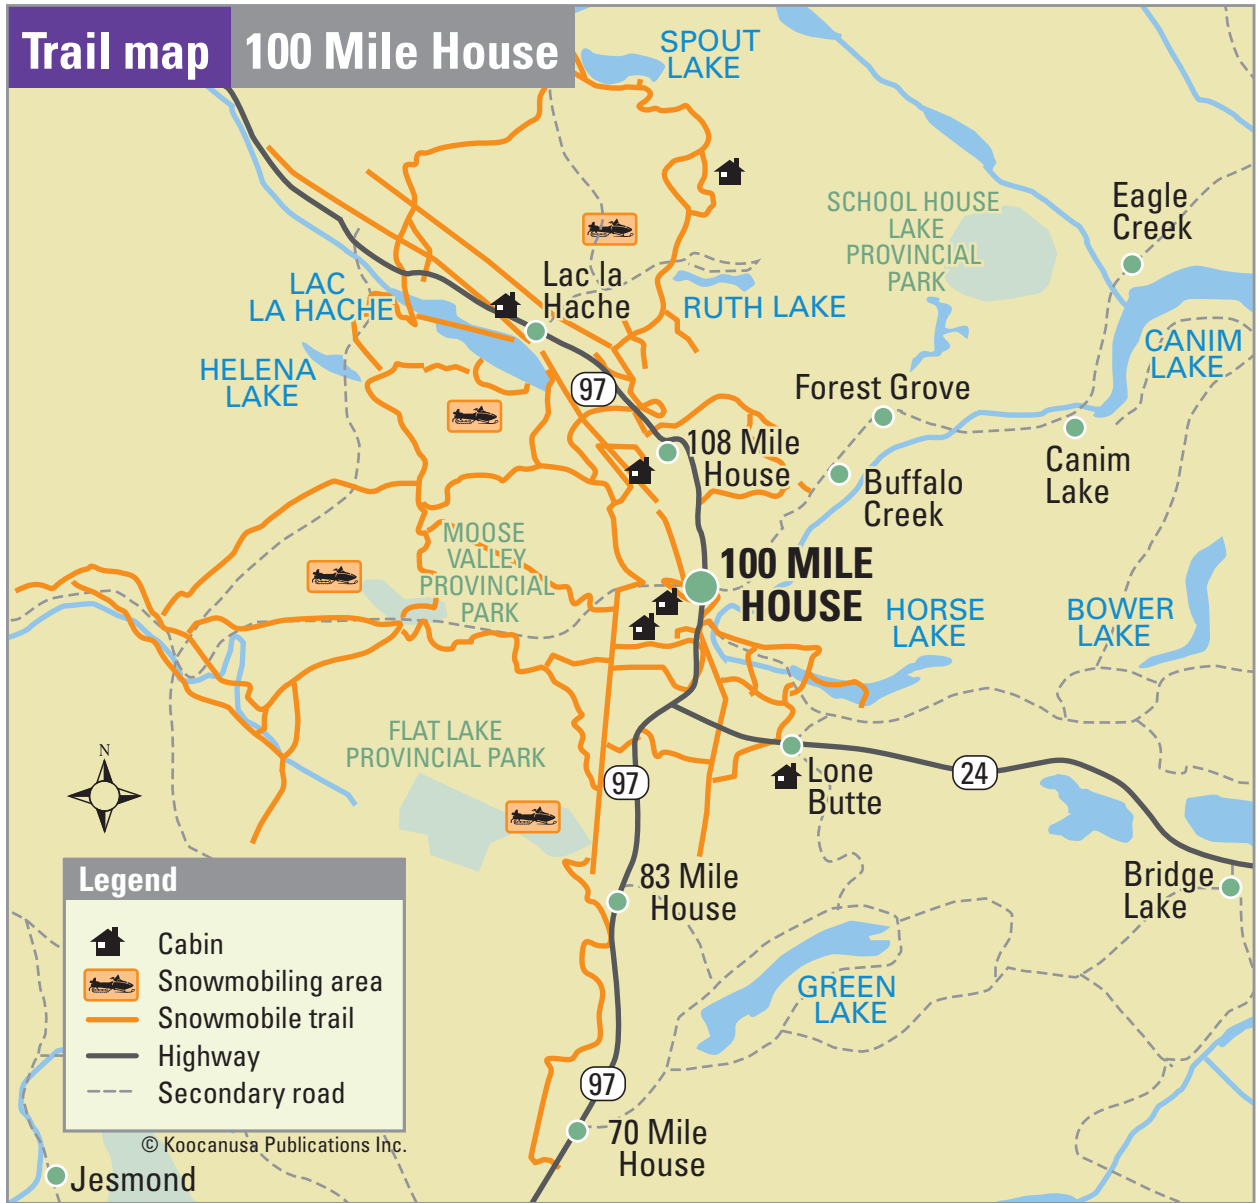 Trail map 100 Mile House
SPOUT
LAKE
Eagle
Creek
SCHOOL HOUSE
LAKE
PROVINCIAL
PARK
LAC
LA HACHE
Lac la
Hache
RUTH LAKE
CANIM
LAKE
HELENA
LAKE
97
Forest Grove
108 Mile
House
Canim
Lake
Buffalo
Creek
MOOSE
VALLEY
PROVINCIAL
PARK
100 MILE
HOUSE
HORSE
LAKE
BOWER
LAKE
FLAT LAKE
PROVINCIAL PARK
N
97
24
Lone
Butte
83 Mile
House
Bridge
Lake
Legend
Cabin
Snowmobiling area
Snowmobile trail
Highway
Secondary road
GREEN
LAKE
97
70 Mile
House
© Koocanusa Publications Inc.
Jesmond